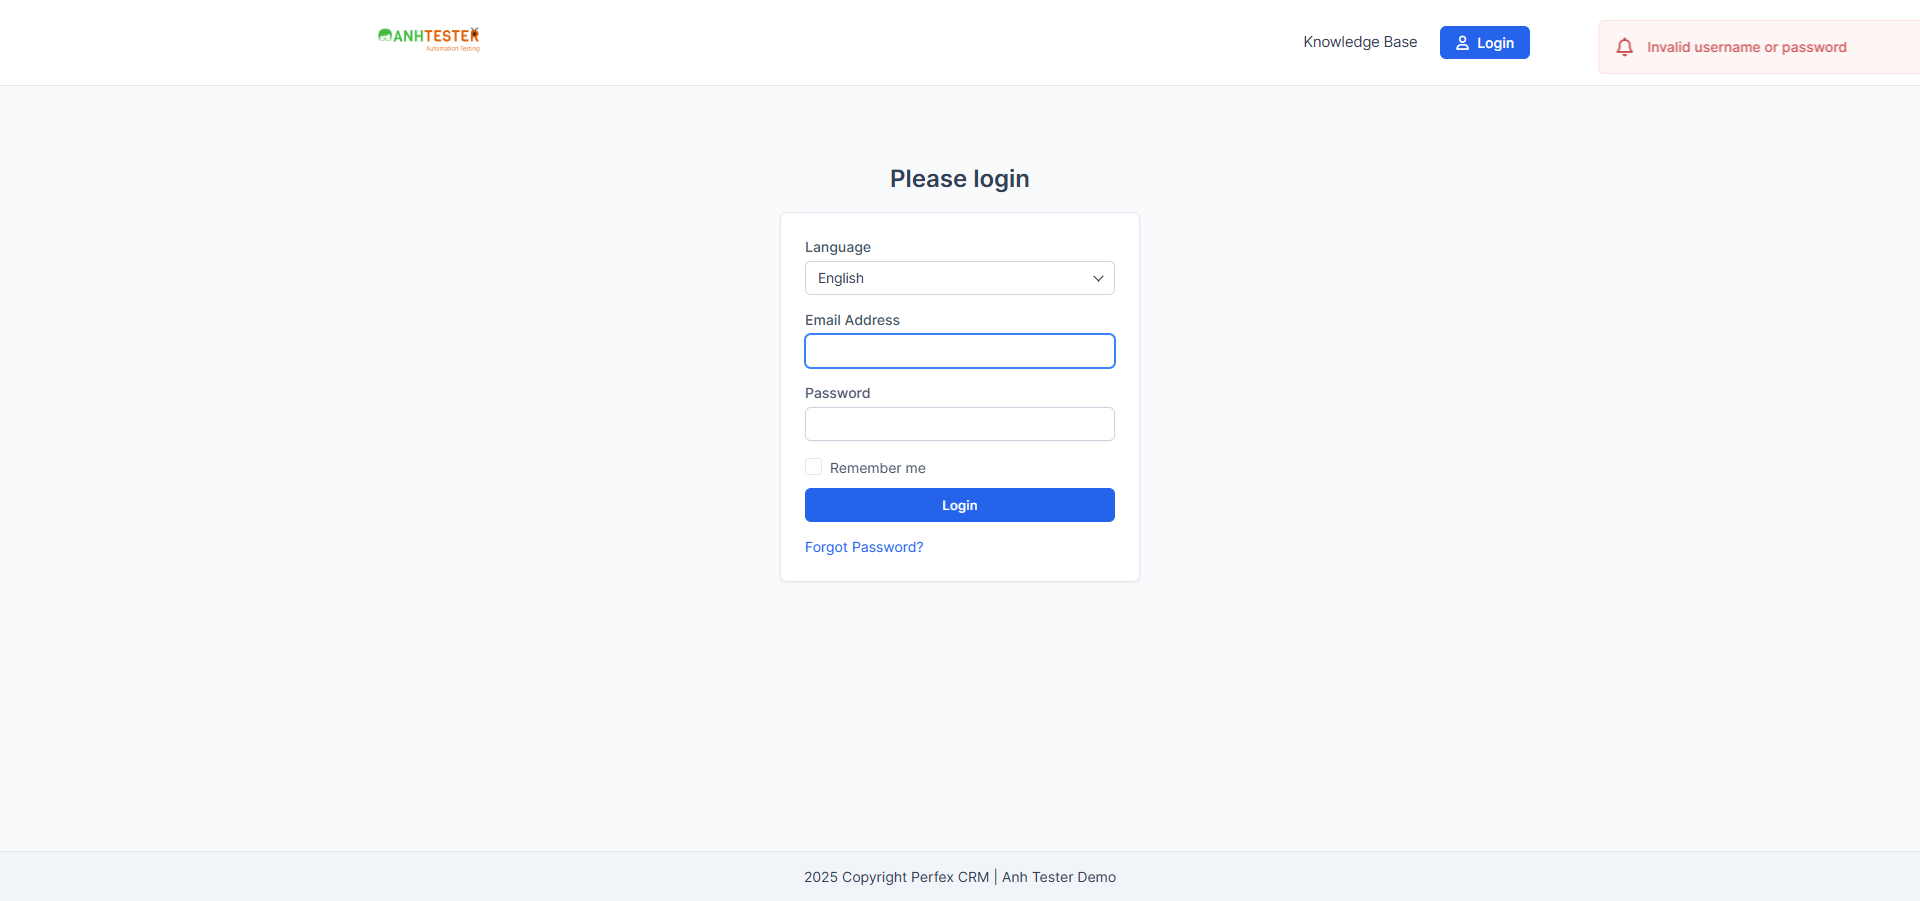 ANHTESTER
Automation Testing
Knowledge Base
Login
Invalid username or password
Please login
Language
English
Email Address
Password
Remember me
Login
Forgot Password?
2025 Copyright Perfex CRM | Anh Tester Demo